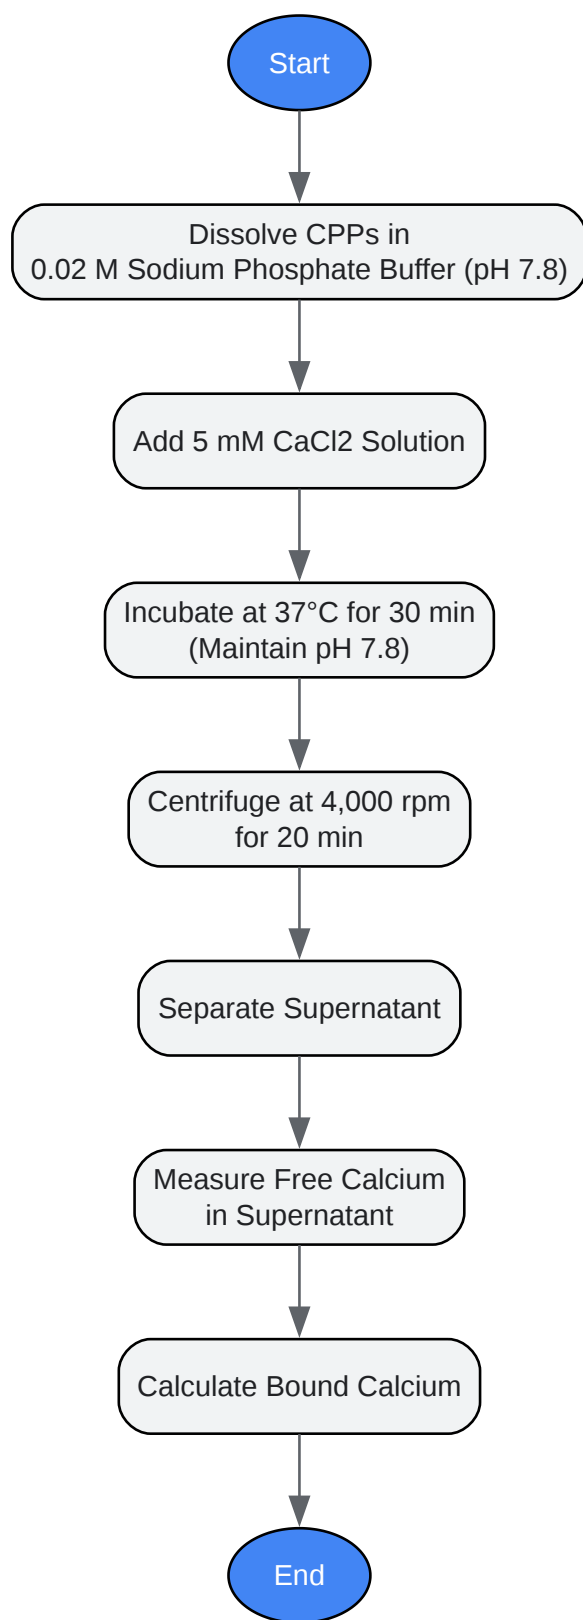 Start
Dissolve CPPs in
0.02 M Sodium Phosphate Buffer (pH 7.8)
Add 5 mM CaCl2 Solution
Incubate at 37°C for 30 min
(Maintain pH 7.8)
Centrifuge at 4,000 rpm
for 20 min
Separate Supernatant
Measure Free Calcium
in Supernatant
Calculate Bound Calcium
End